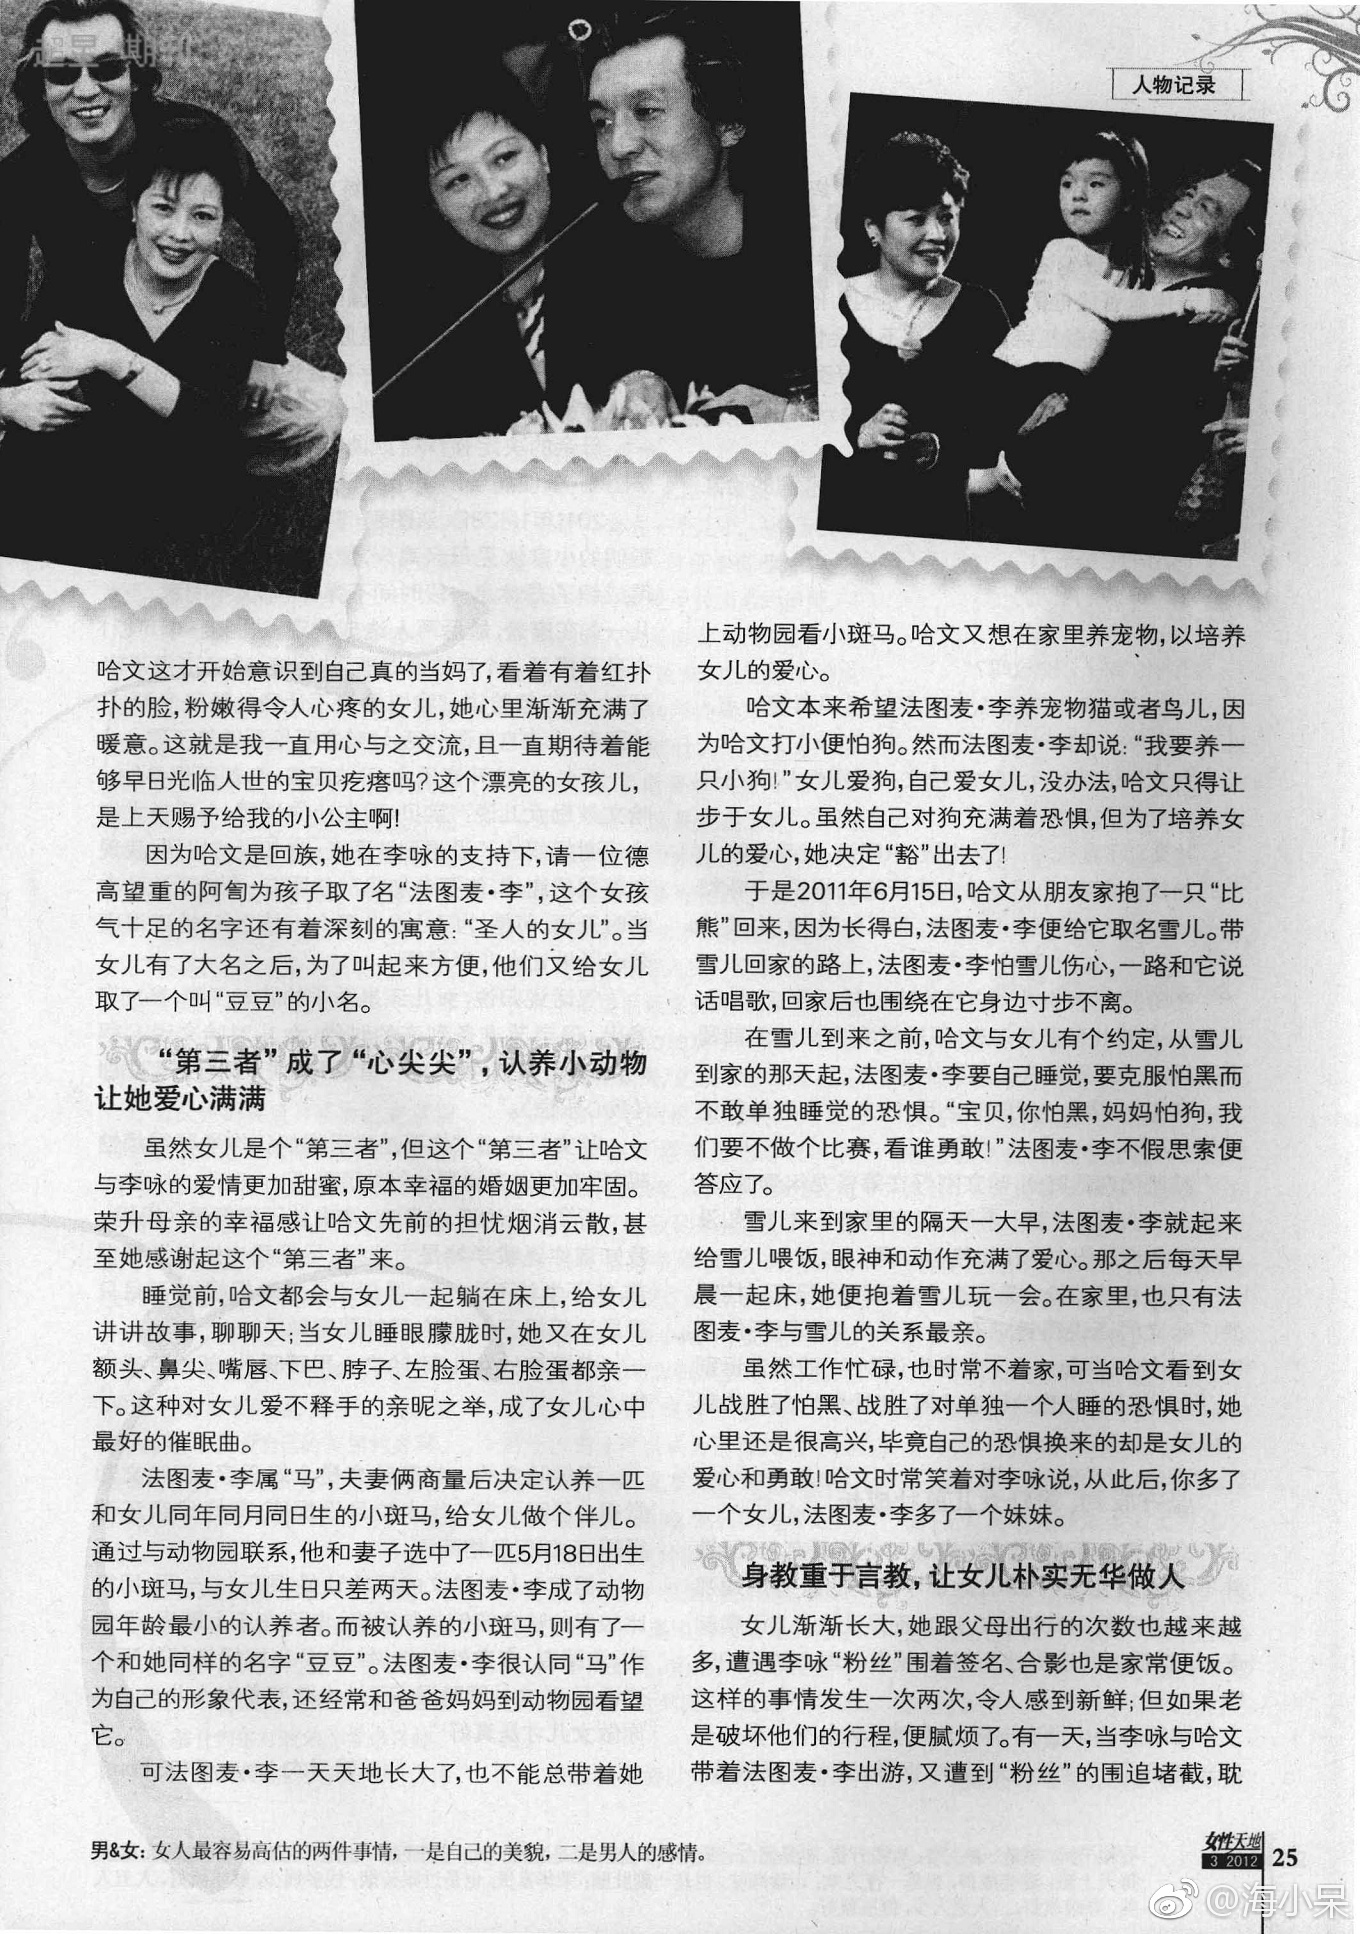 超星·期刊
人物记录
哈文这才开始意识到自己真的当妈了,看着有着红扑
扑的脸,粉嫩得令人心疼的女儿,她心里渐渐充满了
暖意。这就是我一直用心与之交流,且一直期待着能
够早日光临人世的宝贝疙瘩吗?这个漂亮的女孩儿,
是上天赐予给我的小公主啊!
因为哈文是回族,她在李咏的支持下,请一位德
高望重的阿訇为孩子取了名“法图麦·李”,这个女孩
气十足的名字还有着深刻的寓意:“圣人的女儿”。当
女儿有了大名之后,为了叫起来方便,他们又给女儿
取了一个叫“豆豆”的小名。
“第三者”成了“心尖尖”,认养小动物
让她爱心满满
虽然女儿是个“第三者”,但这个“第三者”让哈文
与李咏的爱情更加甜蜜,原本幸福的婚姻更加牢固。
荣升母亲的幸福感让哈文先前的担忧烟消云散,甚
至她感谢起这个“第三者”来。
睡觉前,哈文都会与女儿一起躺在床上,给女儿
讲讲故事,聊聊天;当女儿睡眼朦胧时,她又在女儿
额头、鼻尖、嘴唇、下巴、脖子、左脸蛋、右脸蛋都亲一
下。这种对女儿爱不释手的亲昵之举,成了女儿心中
最好的催眠曲。
法图麦·李属“马”,夫妻俩商量后决定认养一匹
和女儿同年同月同日生的小斑马,给女儿做个伴儿。
通过与动物园联系,他和妻子选中了一匹5月18日出生
的小斑马,与女儿生日只差两天。法图麦·李成了动物
园年龄最小的认养者。而被认养的小斑马,则有了一
个和她同样的名字“豆豆”。法图麦·李很认同“马”作
为自己的形象代表,还经常和爸爸妈妈到动物园看望
它。
可法图麦·李一天天地长大了,也不能总带着她
上动物园看小斑马。哈文又想在家里养宠物,以培养
女儿的爱心。
哈文本来希望法图麦·李养宠物猫或者鸟儿,因
为哈文打小便怕狗。然而法图麦·李却说:“我要养一
只小狗!”女儿爱狗,自己爱女儿,没办法,哈文只得让
步于女儿。虽然自己对狗充满着恐惧,但为了培养女
儿的爱心,她决定“豁”出去了!
于是2011年6月15日,哈文从朋友家抱了一只“比
熊”回来,因为长得白,法图麦·李便给它取名雪儿。带
雪儿回家的路上,法图麦·李怕雪儿伤心,一路和它说
话唱歌,回家后也围绕在它身边寸步不离。
在雪儿到来之前,哈文与女儿有个约定,从雪儿
到家的那天起,法图麦·李要自己睡觉,要克服怕黑而
不敢单独睡觉的恐惧。“宝贝,你怕黑,妈妈怕狗,我
们要不做个比赛,看谁勇敢!”法图麦·李不假思索便
答应了。
雪儿来到家里的隔天一大早,法图麦·李就起来
给雪儿喂饭,眼神和动作充满了爱心。那之后每天早
晨一起床,她便抱着雪儿玩一会。在家里,也只有法
图麦·李与雪儿的关系最亲。
虽然工作忙碌,也时常不着家,可当哈文看到女
儿战胜了怕黑、战胜了对单独一个人睡的恐惧时,她
心里还是很高兴,毕竟自己的恐惧换来的却是女儿的
爱心和勇敢!哈文时常笑着对李咏说,从此后,你多了
一个女儿,法图麦·李多了一个妹妹。
身教重于言教,让女儿朴实无华做人
女儿渐渐长大,她跟父母出行的次数也越来越
多,遭遇李咏“粉丝”围着签名、合影也是家常便饭。
这样的事情发生一次两次,令人感到新鲜;但如果老
是破坏他们的行程,便腻烦了。有一天,当李咏与哈文
带着法图麦·李出游,又遭到“粉丝”的围追堵截,耽
男&女:女人最容易高估的两件事情,一是自己的美貌,二是男人的感情。
女性天地
3 2012
25
@海小呆